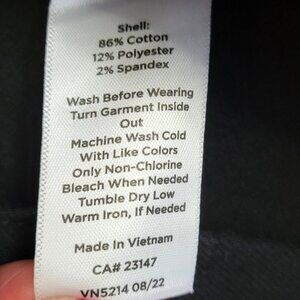 Shell:
86% Cotton
12% Polyester
2% Spandex
Wash Before Wearing
Turn Garment Inside
Out
Machine Wash Cold
With Like Colors
Only Non-Chlorine
Bleach When Needed
Tumble Dry Low
Warm Iron, If Needed
Made In Vietnam
CA# 23147
VN5214 08/22